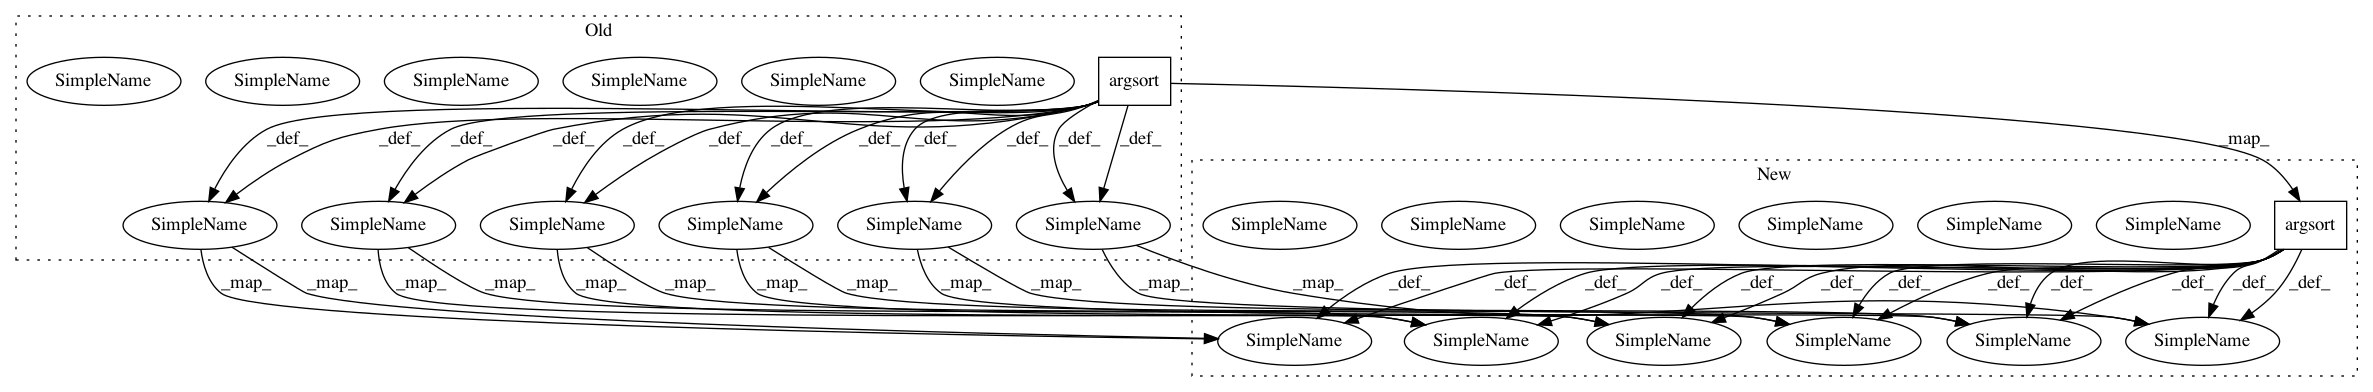 Old
SimpleName SimpleName SimpleName SimpleName SimpleName SimpleName argsort
_def_ _def_ _def_ _def_ _def_ _def_ _def_ _def_ _def_ _def_ _def_ _def_ _map_
New
SimpleName SimpleName SimpleName SimpleName SimpleName SimpleName SimpleName SimpleName SimpleName SimpleName SimpleName SimpleName argsort
_map_ _map_ _map_ _map_ _map_ _map_ _map_ _map_ _map_ _map_ _map_ _map_ _def_ _def_ _def_ _def_ _def_ _def_ _def_ _def_ _def_ _def_ _def_ _def_
SimpleName SimpleName SimpleName SimpleName SimpleName SimpleName